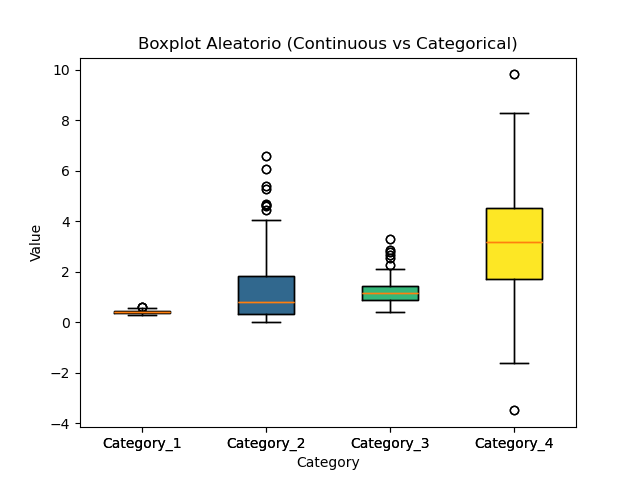 Boxplot Aleatorio (Continuous vs Categorical)
10
8
6
4
2
0
−2
−4
Value
Category_1 Category_2 Category_3 Category_4
Category